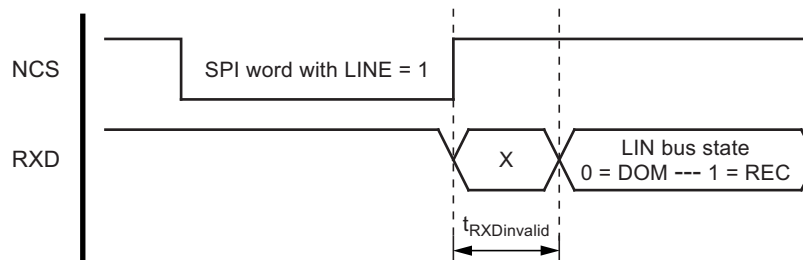 NCS
SPI word with LINE = 1
RXD
X
LIN bus state
0 = DOM --- 1 = REC
tRXDinvalid